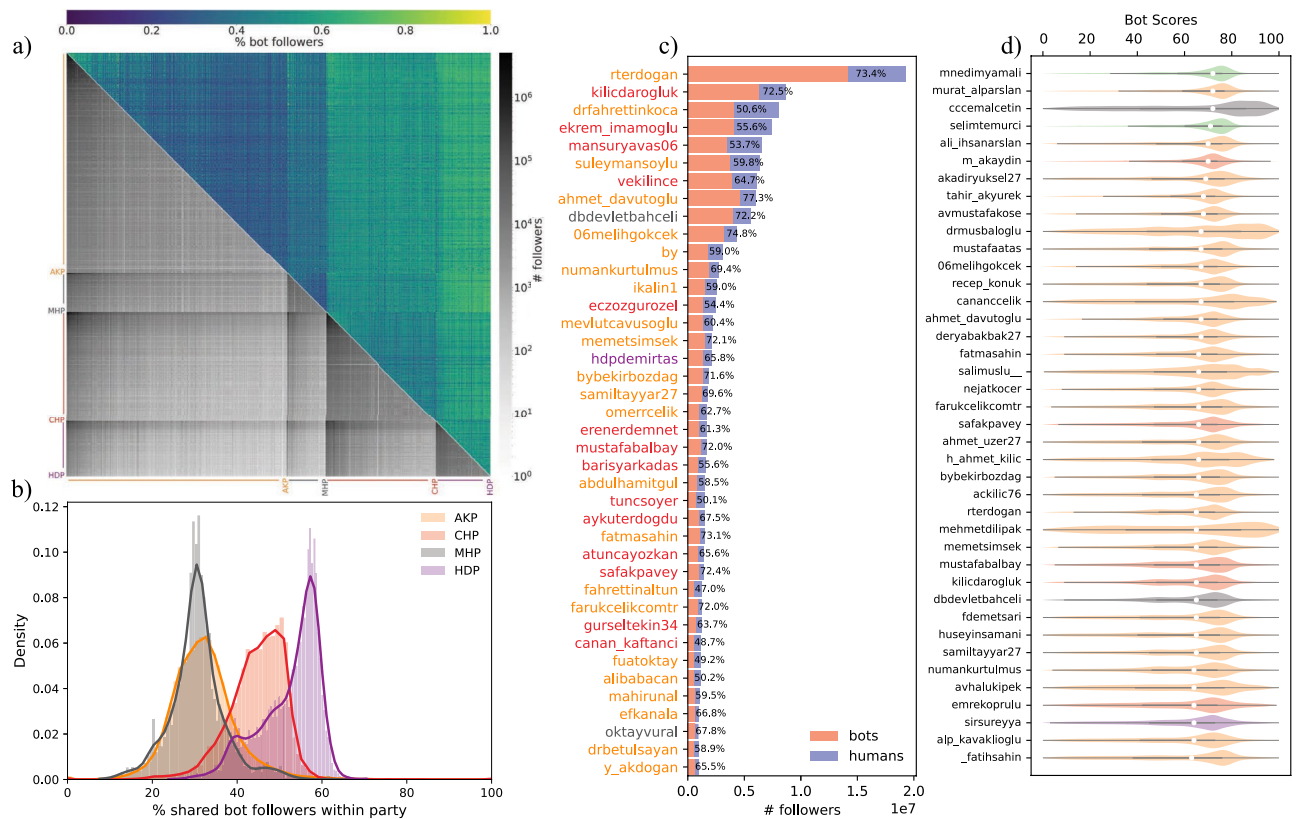 0.0 0.2 0.4 0.6 0.8 1.0
% bot followers
a)
10^6
10^5
10^4
10^3
10^2
10^1
10^0
# followers
AKP
MHP
CHP
HDP
AKP MHP CHP HDP
b)
0.12
0.10
0.08
0.06
0.04
0.02
0.00
Density
AKP
CHP
MHP
HDP
0 20 40 60 80 100
% shared bot followers within party
c)
rterdogan 73.4%
kilicdarogluk 72.5%
drfahrettinkoca 50,6%
ekrem_imamoglu 55.6%
mansuryavas06 53.7%
suleymansoylu 59.8%
vekilince 64,7%
ahmet_davutoglu 77,3%
dbdevletbahceli 72.2%
06melihgokcek 74.8%
by 59.0%
numankurtulmus 69,4%
ikalin1 59.0%
eczozgurozel 54.4%
mevlutcavusoglu 60.4%
memetsimsek 72.1%
hdpdemirtas 65.8%
bybekirbozdag 71.6%
samiltayyar27 69.6%
omerrcelik 62.7%
erenerdemnet 61.3%
mustafabalbay 72.0%
barisyarkadas 55.6%
abdulhamitgul 58.5%
tuncsoyer 50.1%
aykuterdogdu 67.5%
fatmasahin 73.1%
atuncayozkan 65.6%
safakpavey 72.4%
fahrettinaltun 47.0%
farukcelikcomtr 72.0%
gurseltekin34 63.7%
canan_kaftanci 48.7%
fuatoktay 49.2%
alibabacan 50.2%
mahirunal 59.5%
efkanala 66.8%
oktayvural 67.8%
drbetulsayan 58.9%
y_akdogan 65.5%
bots
humans
0.0 0.5 1.0 1.5 2.0
# followers 1e7
d)
Bot Scores
0 20 40 60 80 100
mnedimyamali
murat_alparslan
cccemalcetin
selimtemurci
ali_ihsanarslan
m_akaydin
akadiryuksel27
tahir_akyurek
avmustafakose
drmusbaloglu
mustafaatas
06melihgokcek
recep_konuk
cananccelik
ahmet_davutoglu
deryabakbak27
fatmasahin
salimuslu__
nejatkocer
farukcelikcomtr
safakpavey
ahmet_uzer27
h_ahmet_kilic
bybekirbozdag
ackilic76
rterdogan
mehmetdilipak
memetsimsek
mustafabalbay
kilicdarogluk
dbdevletbahceli
fdemetsari
huseyinsamani
samiltayyar27
numankurtulmus
avhalukipek
emrekoprulu
sirsureyya
alp_kavaklioglu
_fatihsahin